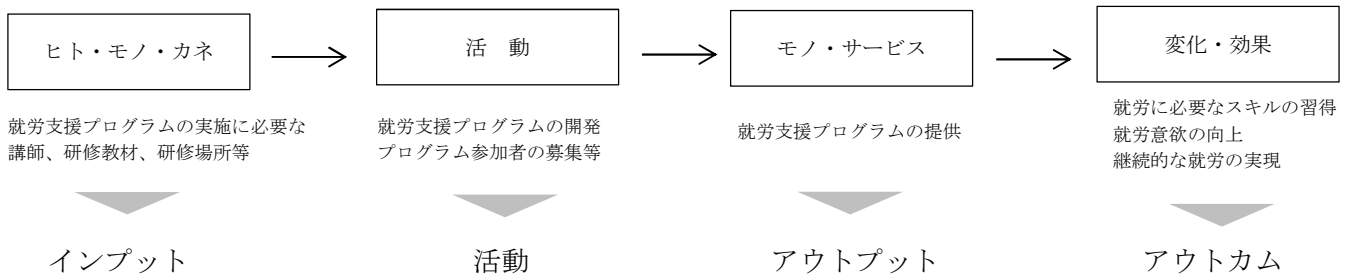 ヒト・モノ・カネ
活　動
モノ・サービス
変化・効果
就労支援プログラムの実施に必要な
講師、研修教材、研修場所等
就労支援プログラムの開発
プログラム参加者の募集等
就労支援プログラムの提供
就労に必要なスキルの習得
就労意欲の向上
継続的な就労の実現
インプット
活動
アウトプット
アウトカム